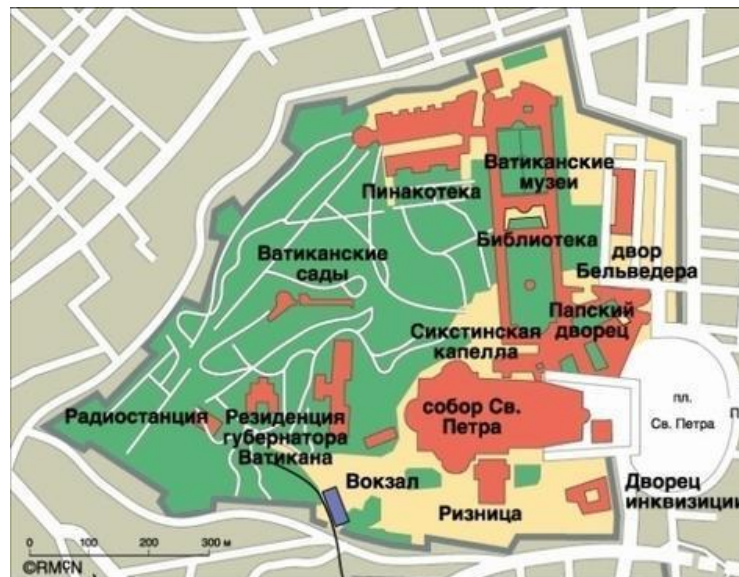 Ватиканские
музеи
Пинакотека
Библиотека
двор
Бельведера
Ватиканские
сады
Папский
дворец
Сикстинская
капелла
пл.
Св. Петра
собор Св.
Петра
Радиостанция
Резиденция
губернатора
Ватикана
Вокзал
Ризница
Дворец
инквизиции
0 100 200 300 м